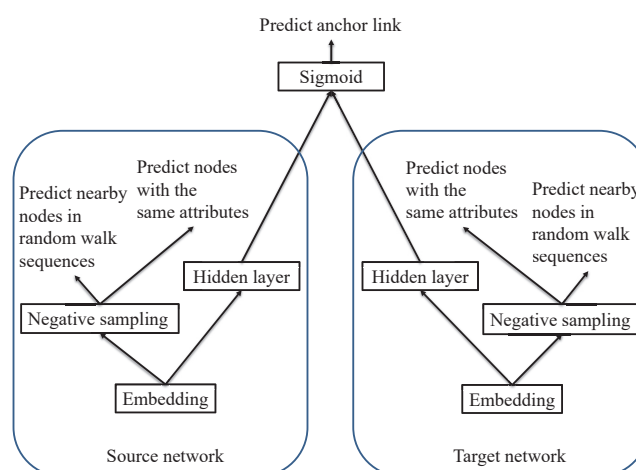 Predict anchor link
Sigmoid
Predict nearby
nodes in
random walk
sequences
Predict nodes
with the
same attributes
Hidden layer
Negative sampling
Embedding
Source network
Predict nodes
with the
same attributes
Predict nearby
nodes in
random walk
sequences
Hidden layer
Negative sampling
Embedding
Target network